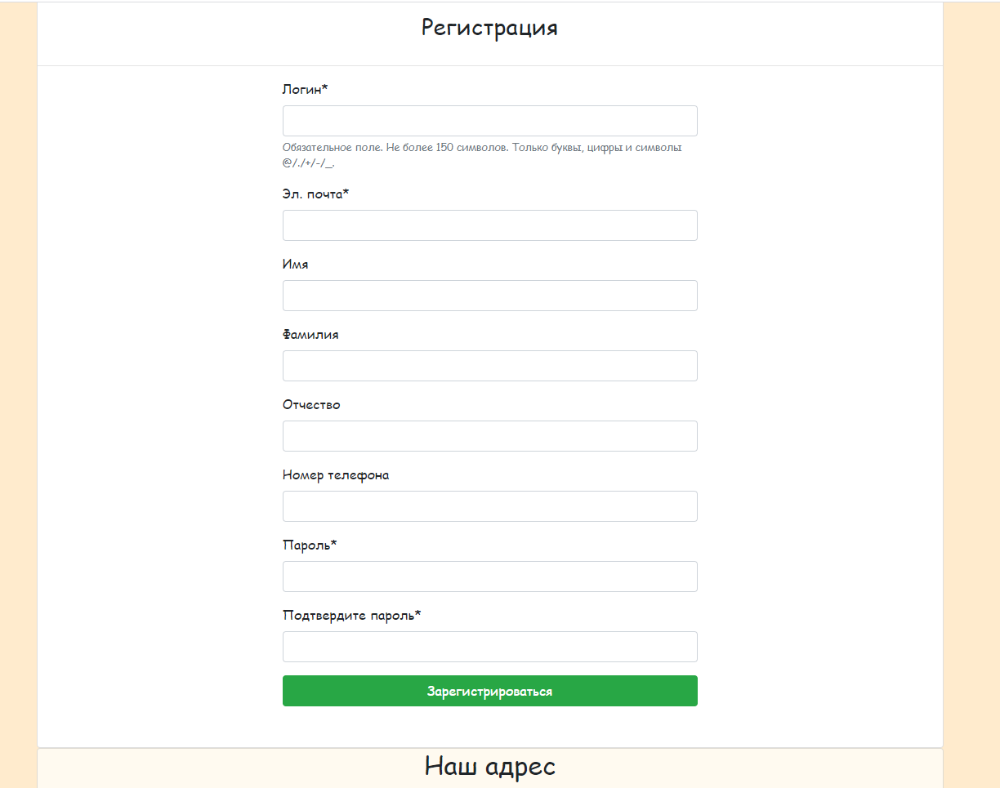 Регистрация
Логин*
Обязательное поле. Не более 150 символов. Только буквы, цифры и символы
@/./+/-/_.
Эл. почта*
Имя
Фамилия
Отчество
Номер телефона
Пароль*
Подтвердите пароль*
Зарегистрироваться
Наш адрес